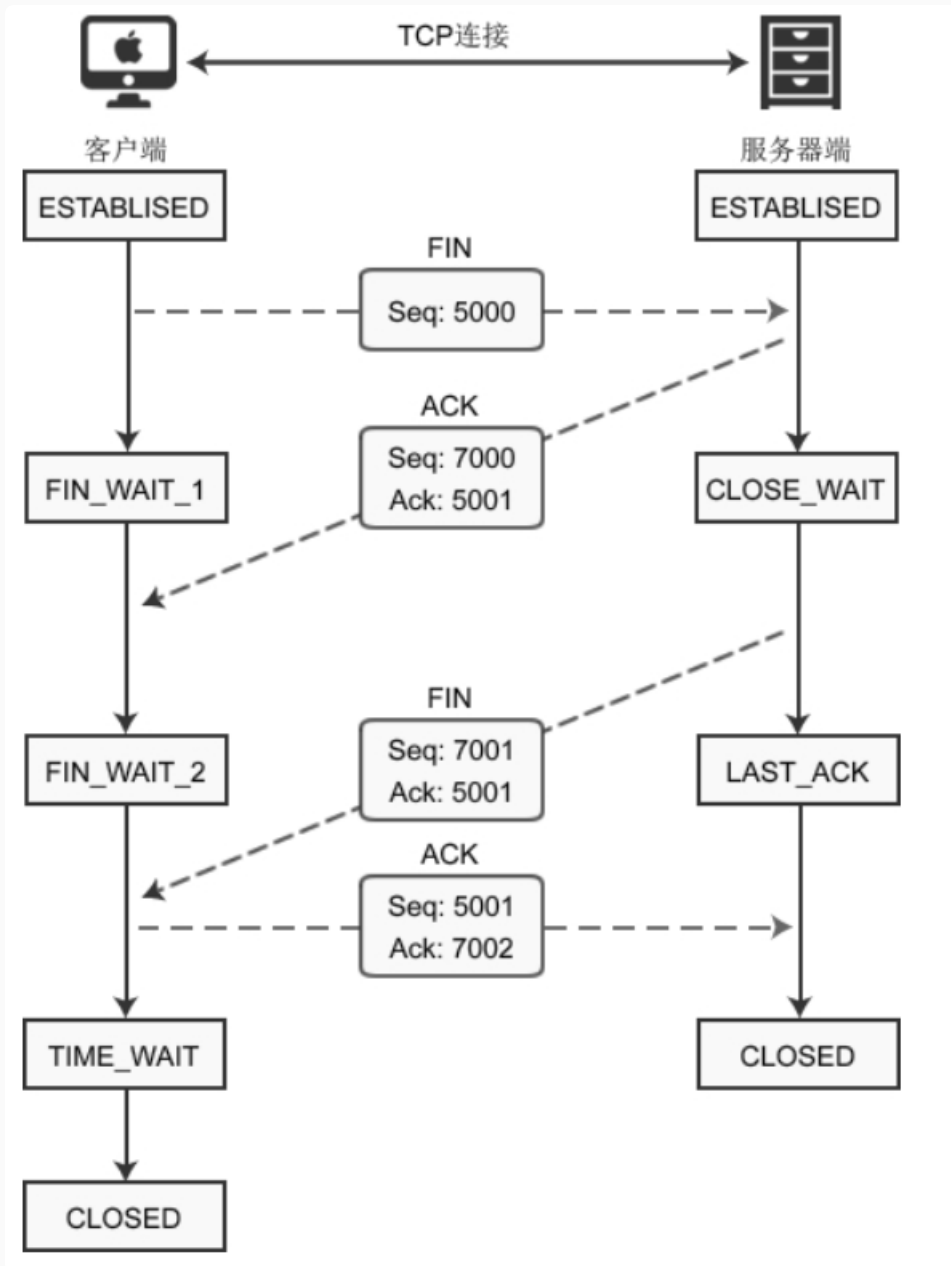 TCP连接
客户端
服务器端
ESTABLISED
ESTABLISED
FIN
Seq: 5000
ACK
Seq: 7000
Ack: 5001
FIN_WAIT_1
CLOSE_WAIT
FIN
Seq: 7001
Ack: 5001
FIN_WAIT_2
LAST_ACK
ACK
Seq: 5001
Ack: 7002
TIME_WAIT
CLOSED
CLOSED